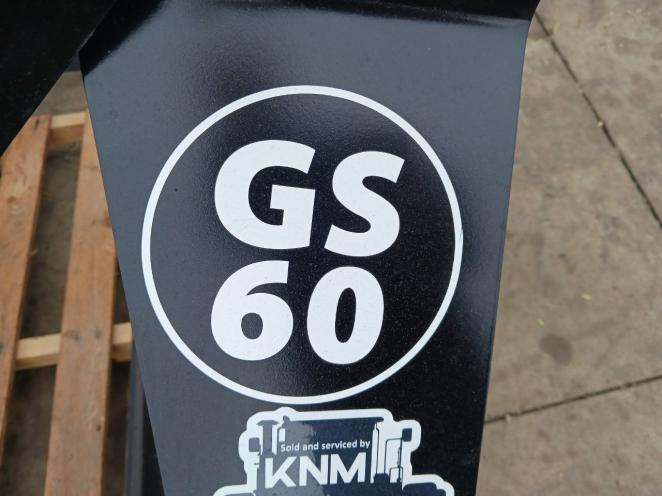 GS
60
Sold and serviced by
KNM